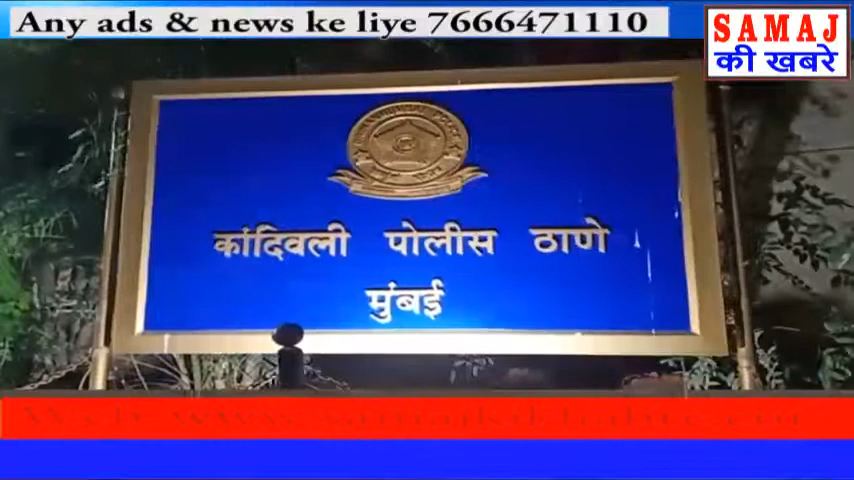 Any ads & news ke liye 7666471110
SAMAJ
की खबरे
कांदिवली पोलीस ठाणे
मुंबई